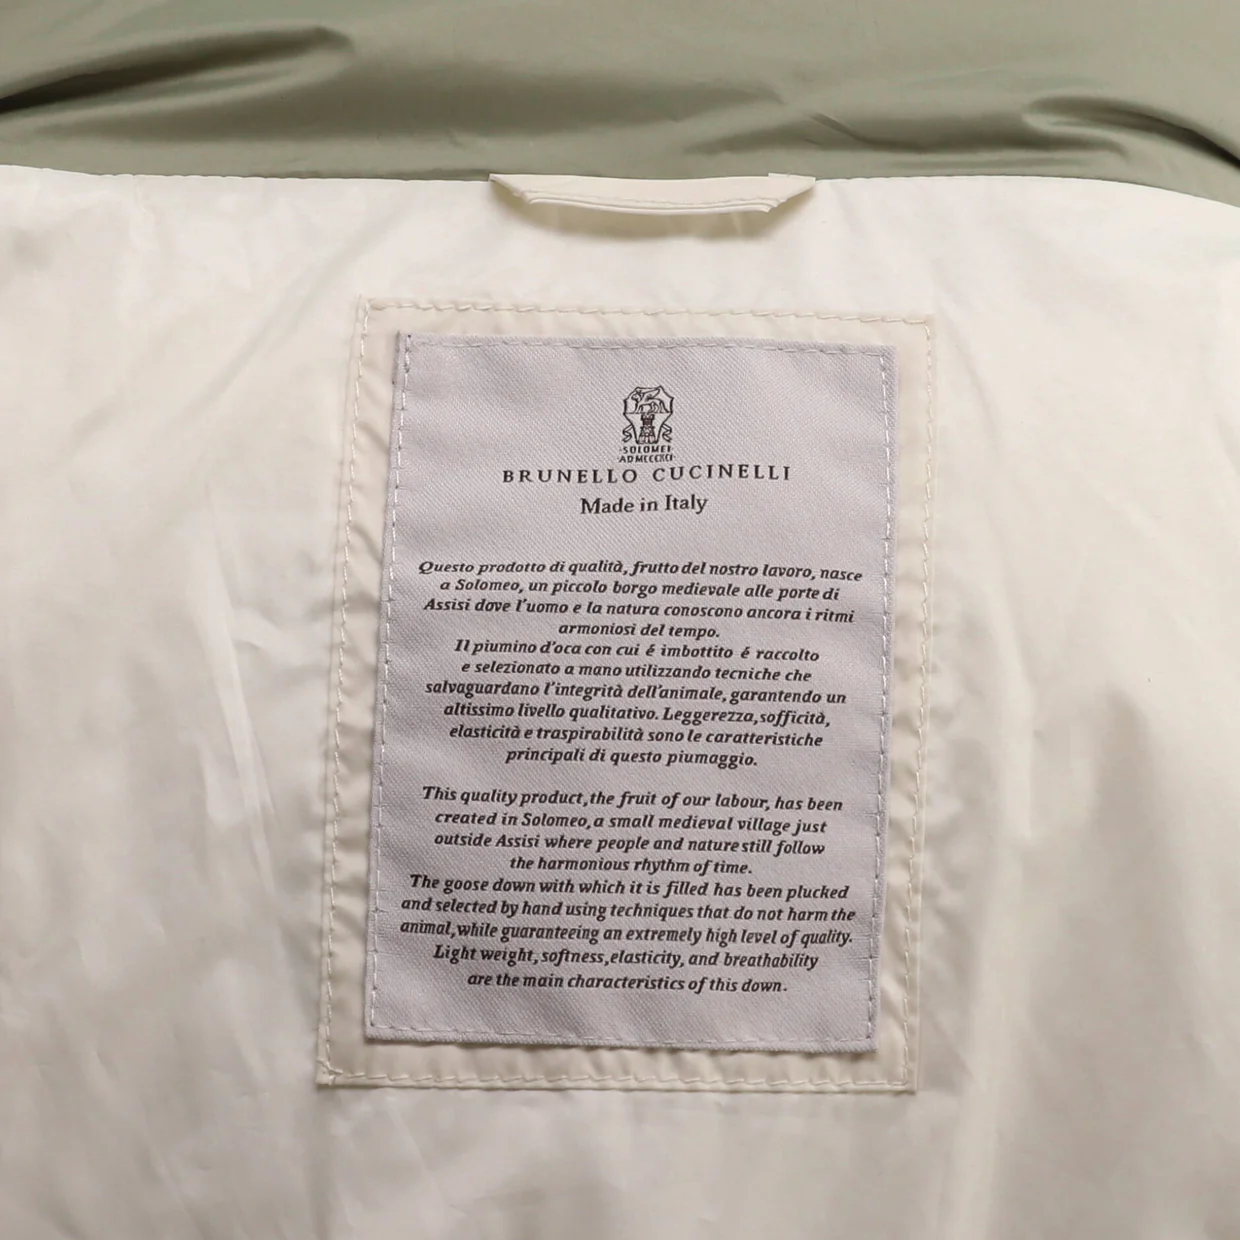 SOLOMEI
BRUNELLO CUCINELLI
Made in Italy
Questo prodotto di qualità, frutto del nostro lavoro, nasce
a Solomeo, un piccolo borgo medievale alle porte di
Assisi dove l'uomo e la natura conoscono ancora i ritmi
armoniosi del tempo.
Il piumino d'oca con cui é imbottito é raccolto
e selezionato a mano utilizzando tecniche che
salvaguardano l'integrità dell'animale, garantendo un
altissimo livello qualitativo. Leggerezza, sofficità,
elasticità e traspirabilità sono le caratteristiche
principali di questo piumaggio.
This quality product, the fruit of our labour, has been
created in Solomeo, a small medieval village just
outside Assisi where people and nature still follow
the harmonious rhythm of time.
The goose down with which it is filled has been plucked
and selected by hand using techniques that do not harm the
animal, while guaranteeing an extremely high level of quality.
Light weight, softness, elasticity, and breathability
are the main characteristics of this down.